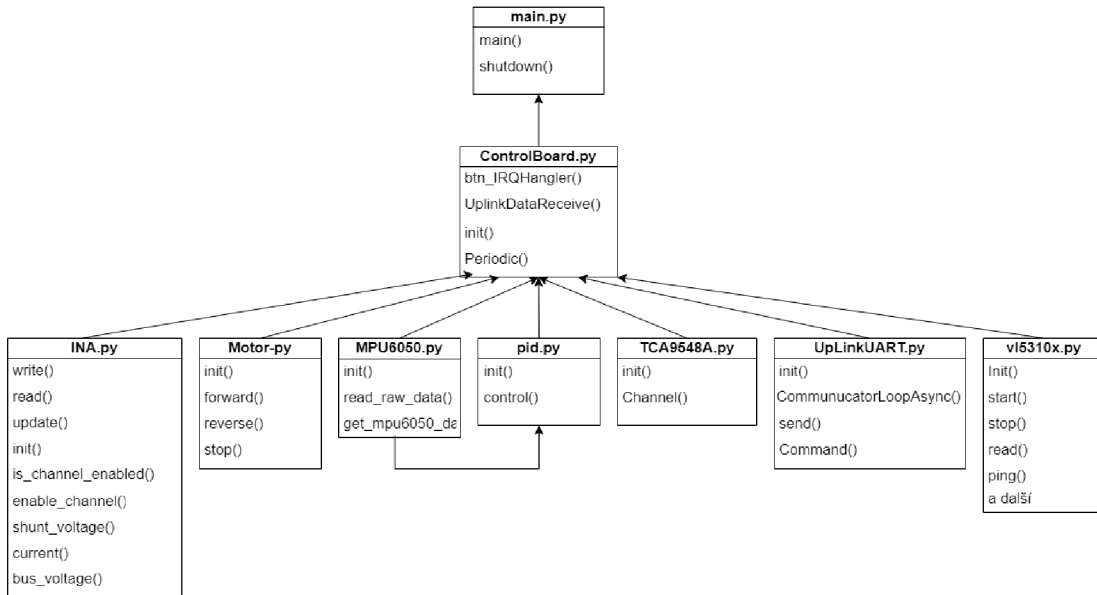 main.py
main()
shutdown()
ControlBoard.py
btn_IRQHangler()
UplinkDataReceive()
init()
Periodic()
INA.py
write()
read()
update()
init()
is_channel_enabled()
enable_channel()
shunt_voltage()
current()
bus_voltage()
Motor-py
init()
forward()
reverse()
stop()
MPU6050.py
init()
read_raw_data()
get_mpu6050_da
pid.py
init()
control()
TCA9548A.py
init()
Channel()
UpLinkUART.py
init()
CommunucatorLoopAsync()
send()
Command()
vl5310x.py
Init()
start()
stop()
read()
ping()
a další